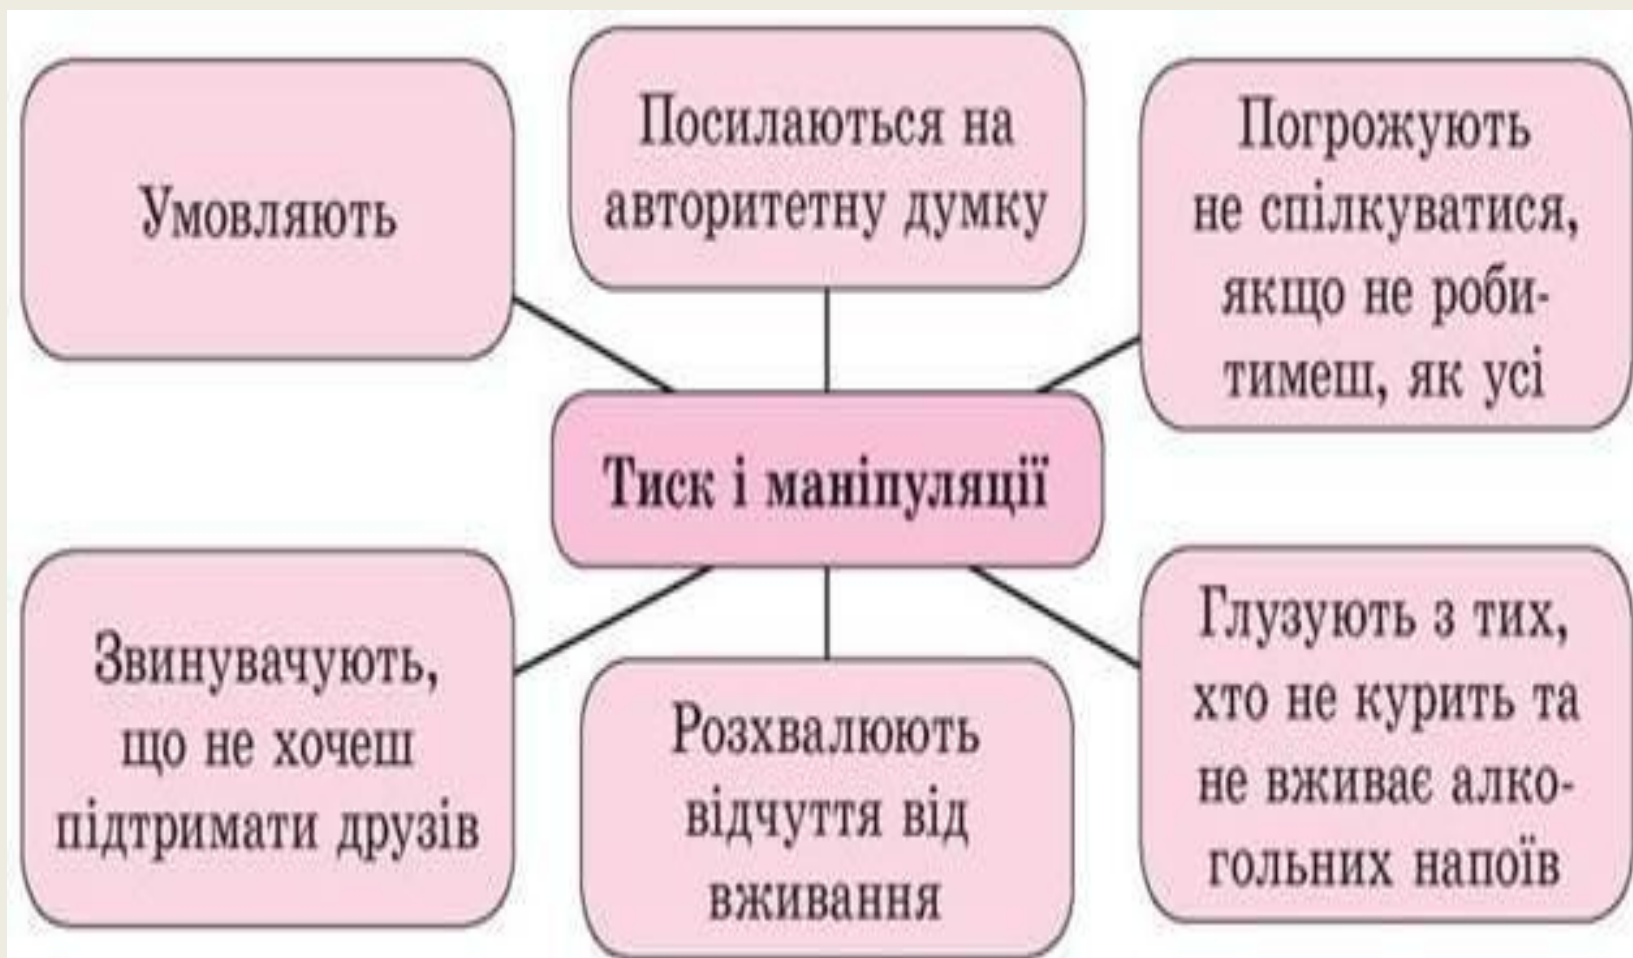 Умовляють
Посилаються на
авторитетну думку
Погрожують
не спілкуватися,
якщо не роби-
тимеш, як усі
Тиск і маніпуляції
Звинувачують,
що не хочеш
підтримати друзів
Розхвалюють
відчуття від
вживання
Глузують з тих,
хто не курить та
не вживає алко-
гольних напоїв